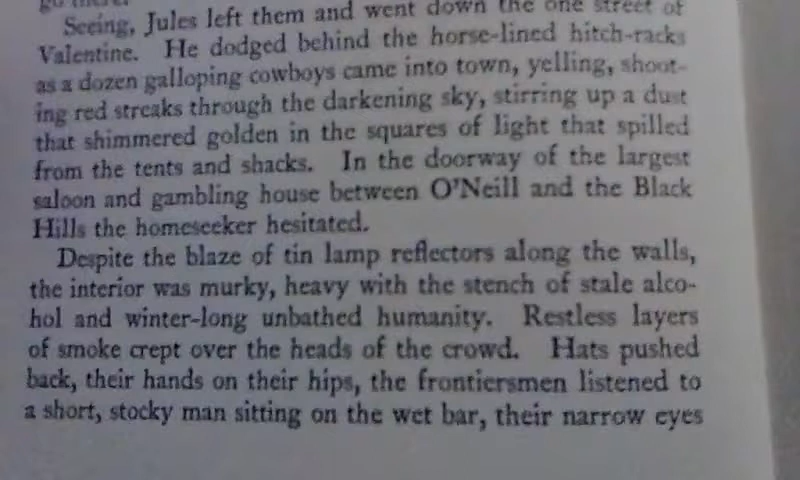 Seeing, Jules left them and went down the one street of
Valentine. He dodged behind the horse-lined hitch-racks
as a dozen galloping cowboys came into town, yelling, shoot-
ing red streaks through the darkening sky, stirring up a dust
that shimmered golden in the squares of light that spilled
from the tents and shacks. In the doorway of the largest
saloon and gambling house between O'Neill and the Black
Hills the homeseeker hesitated.
Despite the blaze of tin lamp reflectors along the walls,
the interior was murky, heavy with the stench of stale alco-
hol and winter-long unbathed humanity. Restless layers
of smoke crept over the heads of the crowd. Hats pushed
back, their hands on their hips, the frontiersmen listened to
a short, stocky man sitting on the wet bar, their narrow eyes